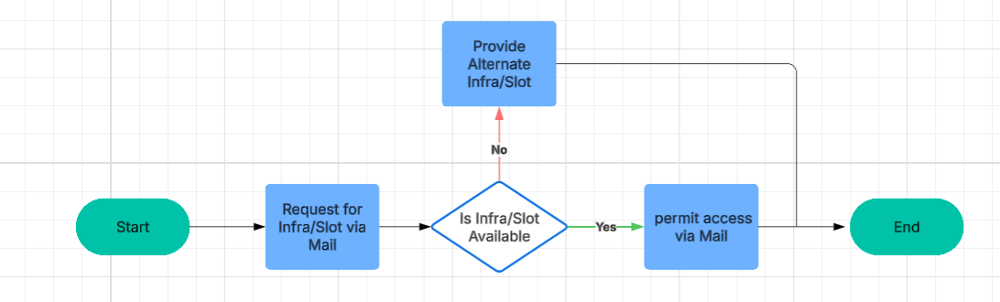 Provide
Alternate
Infra/Slot
No
Start
Request for
Infra/Slot via
Mail
Is Infra/Slot
Available
Yes
permit access
via Mail
End